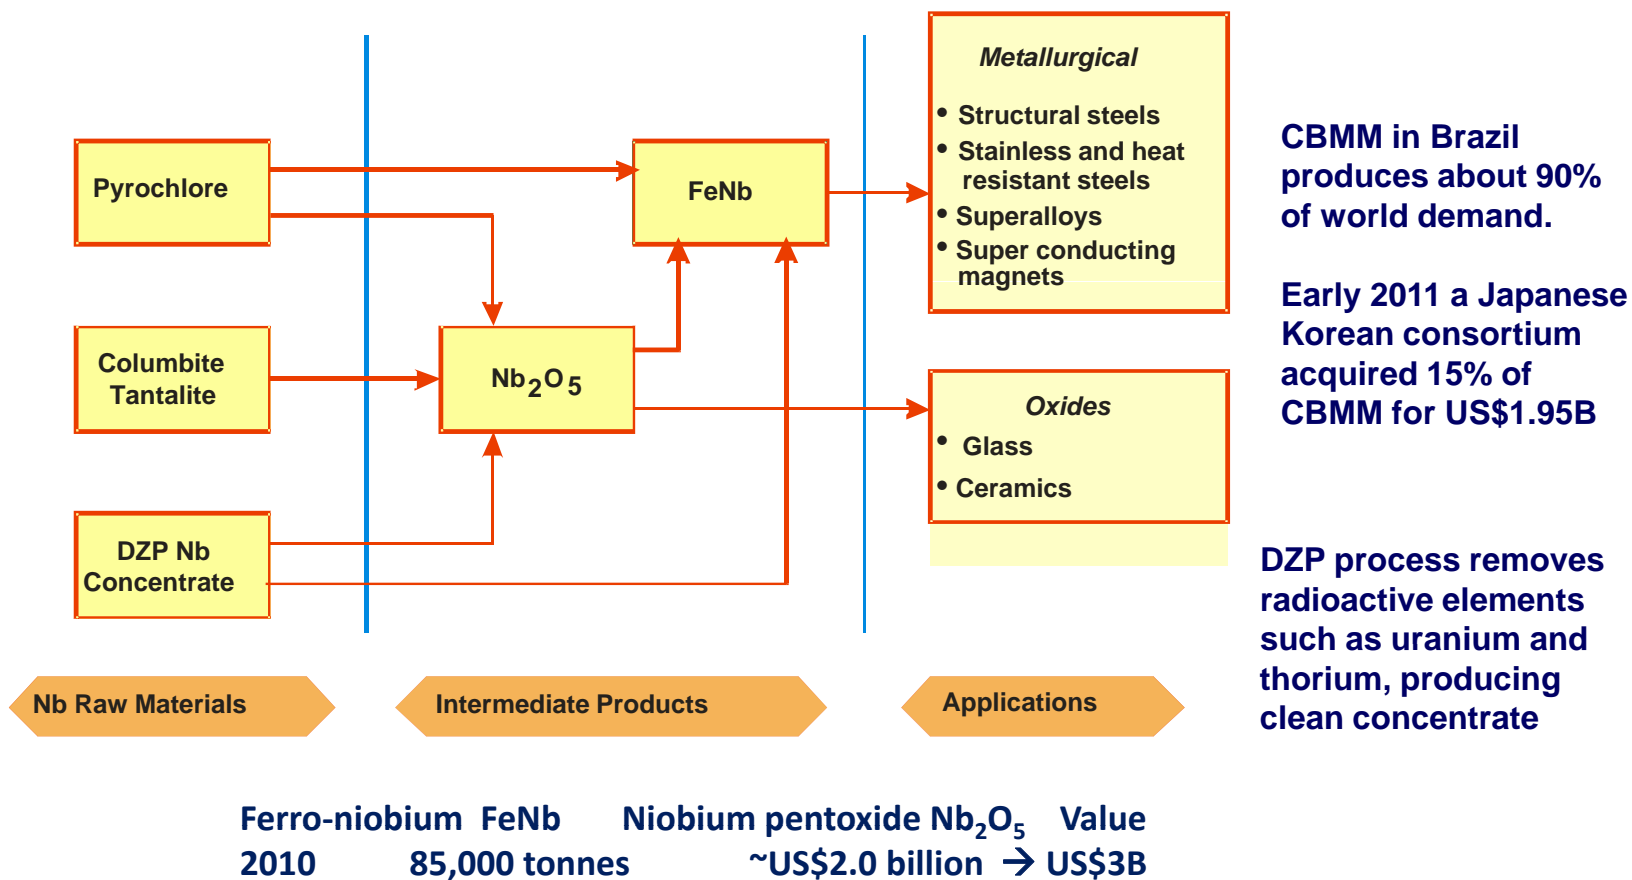 Pyrochlore
Columbite
Tantalite
DZP Nb
Concentrate
FeNb
Nb₂O₅
Metallurgical
• Structural steels
• Stainless and heat
resistant steels
• Superalloys
• Super conducting
magnets
Oxides
• Glass
• Ceramics
CBMM in Brazil
produces about 90%
of world demand.
Early 2011 a Japanese
Korean consortium
acquired 15% of
CBMM for US$1.95B
DZP process removes
radioactive elements
such as uranium and
thorium, producing
clean concentrate
Nb Raw Materials
Intermediate Products
Applications
Ferro-niobium FeNb Niobium pentoxide Nb₂O₅ Value
2010 85,000 tonnes ~US$2.0 billion → US$3B